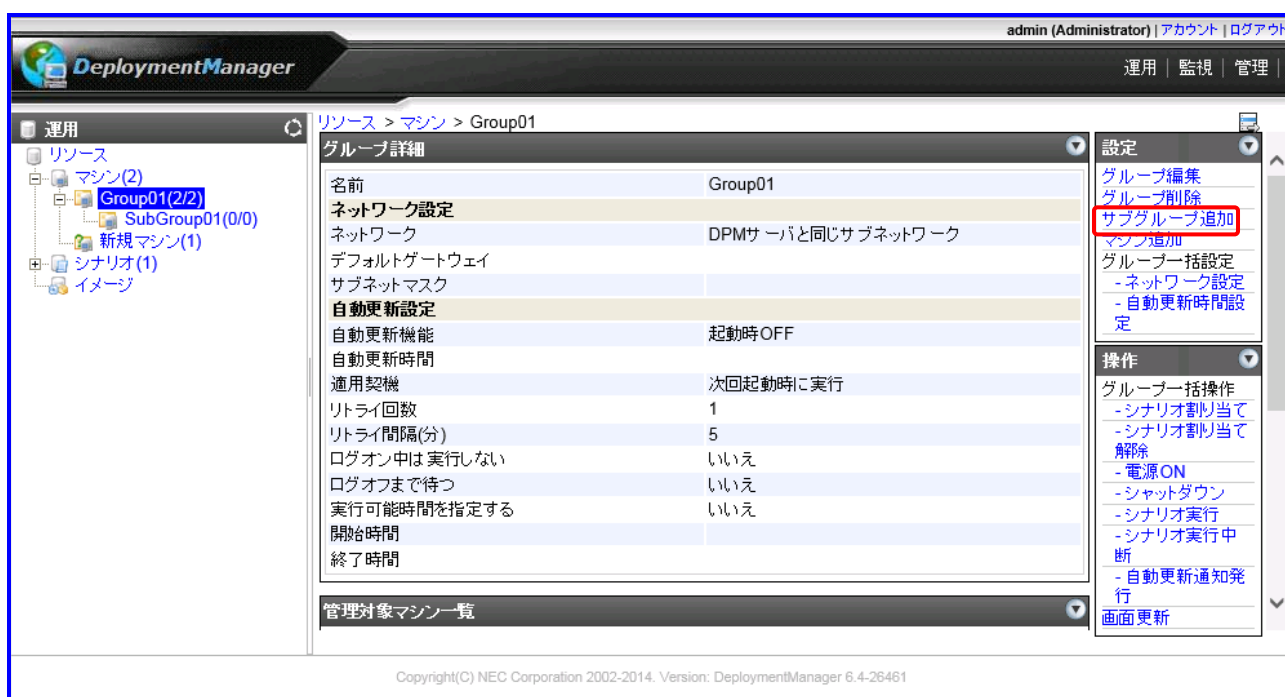 admin (Administrator) | アカウント | ログアウト
DeploymentManager
運用 | 監視 | 管理 |
運用
リソース
マシン(2)
Group01(2/2)
SubGroup01(0/0)
新規マシン(1)
シナリオ(1)
イメージ
リソース > マシン > Group01
グループ詳細
名前 Group01
ネットワーク設定
ネットワーク DPMサーバと同じサブネットワーク
デフォルトゲートウェイ
サブネットマスク
自動更新設定
自動更新機能 起動時OFF
自動更新時間
適用契機 次回起動時に実行
リトライ回数 1
リトライ間隔(分) 5
ログオン中は実行しない いいえ
ログオフまで待つ いいえ
実行可能時間を指定する いいえ
開始時間
終了時間
管理対象マシン一覧
設定
グループ編集
グループ削除
サブグループ追加
マシン追加
グループ一括設定
- ネットワーク設定
- 自動更新時間設
定
操作
グループ一括操作
- シナリオ割り当て
- シナリオ割り当て
解除
- 電源ON
- シャットダウン
- シナリオ実行
- シナリオ実行中
断
- 自動更新通知発
行
画面更新
Copyright(C) NEC Corporation 2002-2014. Version: DeploymentManager 6.4-26461